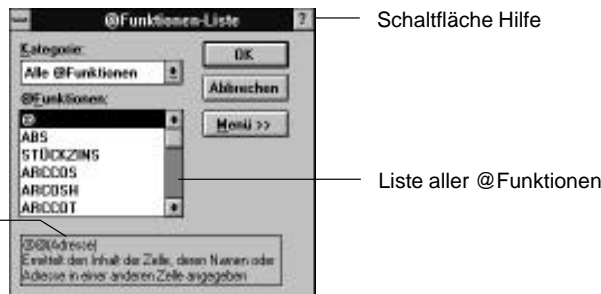 @Funktionen-Liste
?
Schaltfläche Hilfe
Kategorie:
Alle @Funktionen
OK
Abbrechen
Menü >>
@Funktionen:
@
ABS
STÜCKZINS
ARCCOS
ARCOSH
ARCCOT
Liste aller @Funktionen
@@(Adresse)
Ermittelt den Inhalt der Zelle, deren Namen oder
Adresse in einer anderen Zelle angegeben